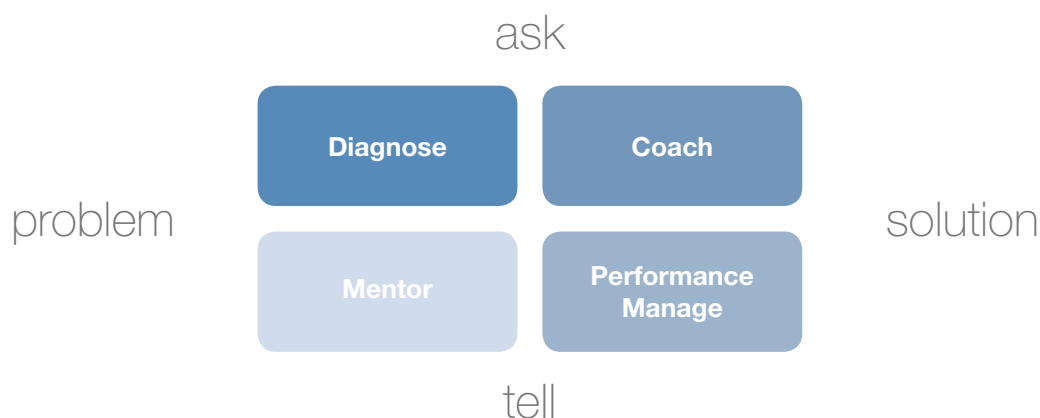 ask
Diagnose
Coach
problem
solution
Mentor
Performance
Manage
tell